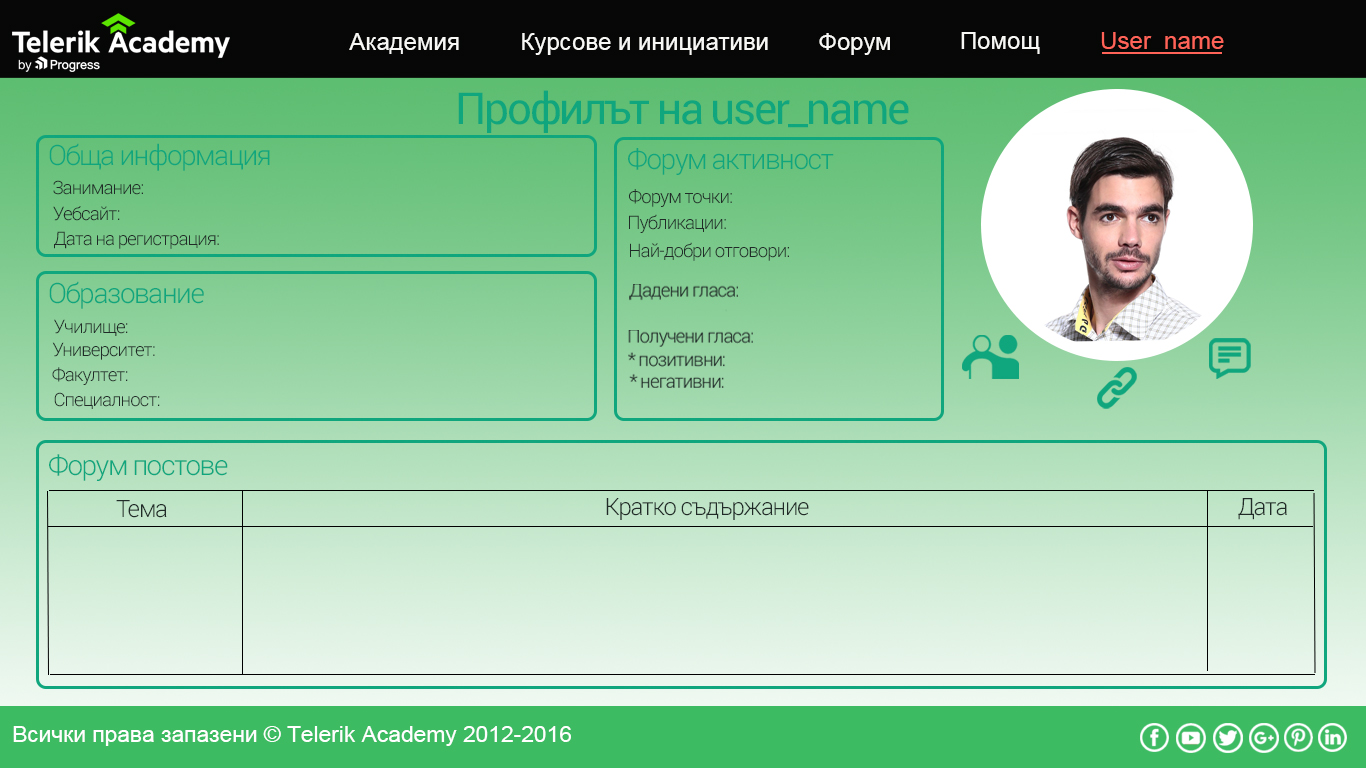 Telerik Academy
by Progress
Академия
Курсове и инициативи
Форум
Помощ
User_name
Профилът на user_name
Обща информация
Занимание:
Уебсайт:
Дата на регистрация:
Образование
Училище:
Университет:
Факултет:
Специалност:
Форум активност
Форум точки:
Публикации:
Най-добри отговори:
Дадени гласа:
Получени гласа:
* позитивни:
* негативни:
Форум постове
Тема
Кратко съдържание
Дата
Всички права запазени © Telerik Academy 2012-2016